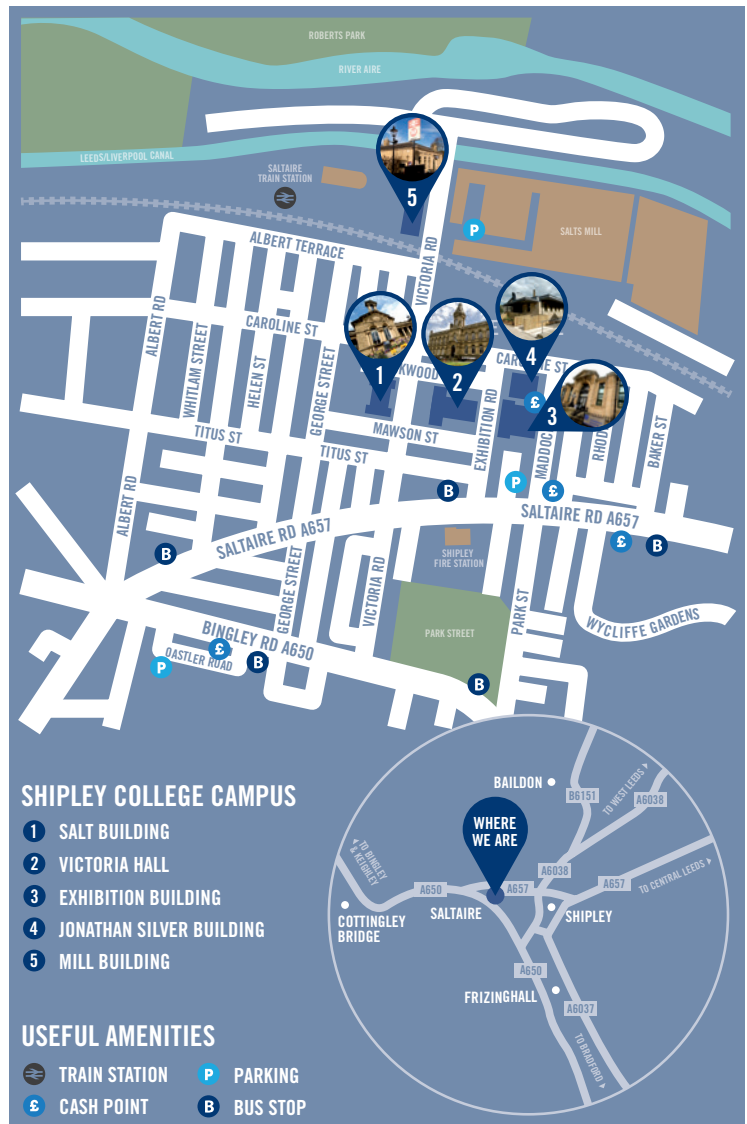 ROBERTS PARK
RIVER AIRE
LEEDS/LIVERPOOL CANAL
SALTAIRE
TRAIN STATION
5
P
SALTS MILL
ALBERT TERRACE
VICTORIA RD
ALBERT RD
CAROLINE ST
WHITLAM STREET
HELEN ST
GEORGE STREET
1
2
4
3
£
EXHIBITION RD
MAWSON ST
BAKER ST
TITUS ST
TITUS ST
ALBERT RD
B
P
£
SALTAIRE RD A657
SALTAIRE RD A657
B
SHIPLEY
FIRE STATION
£
B
GEORGE STREET
VICTORIA RD
PARK ST
WYCLIFFE GARDENS
BINGLEY RD A650
PARK STREET
OASTLER ROAD
£
P
B
B
SHIPLEY COLLEGE CAMPUS
1 SALT BUILDING
2 VICTORIA HALL
3 EXHIBITION BUILDING
4 JONATHAN SILVER BUILDING
5 MILL BUILDING
USEFUL AMENITIES
TRAIN STATION
P PARKING
£ CASH POINT
B BUS STOP
BAILDON
B6151
TO WEST LEEDS
A6038
WHERE
WE ARE
TO BINGLEY
& KEIGHLEY
A6038
A650
A657
A657
TO CENTRAL LEEDS
COTTINGLEY
BRIDGE
SALTAIRE
SHIPLEY
A650
FRIZINGHALL
A6037
TO BRADFORD